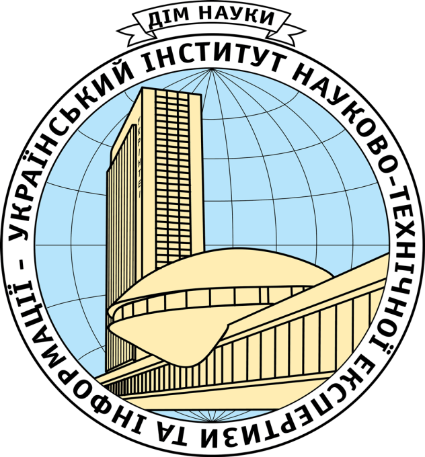 ДІМ НАУКИ
УКРАЇНСЬКИЙ ІНСТИТУТ НАУКОВО-ТЕХНІЧНОЇ ЕКСПЕРТИЗИ ТА ІНФОРМАЦІЇ -